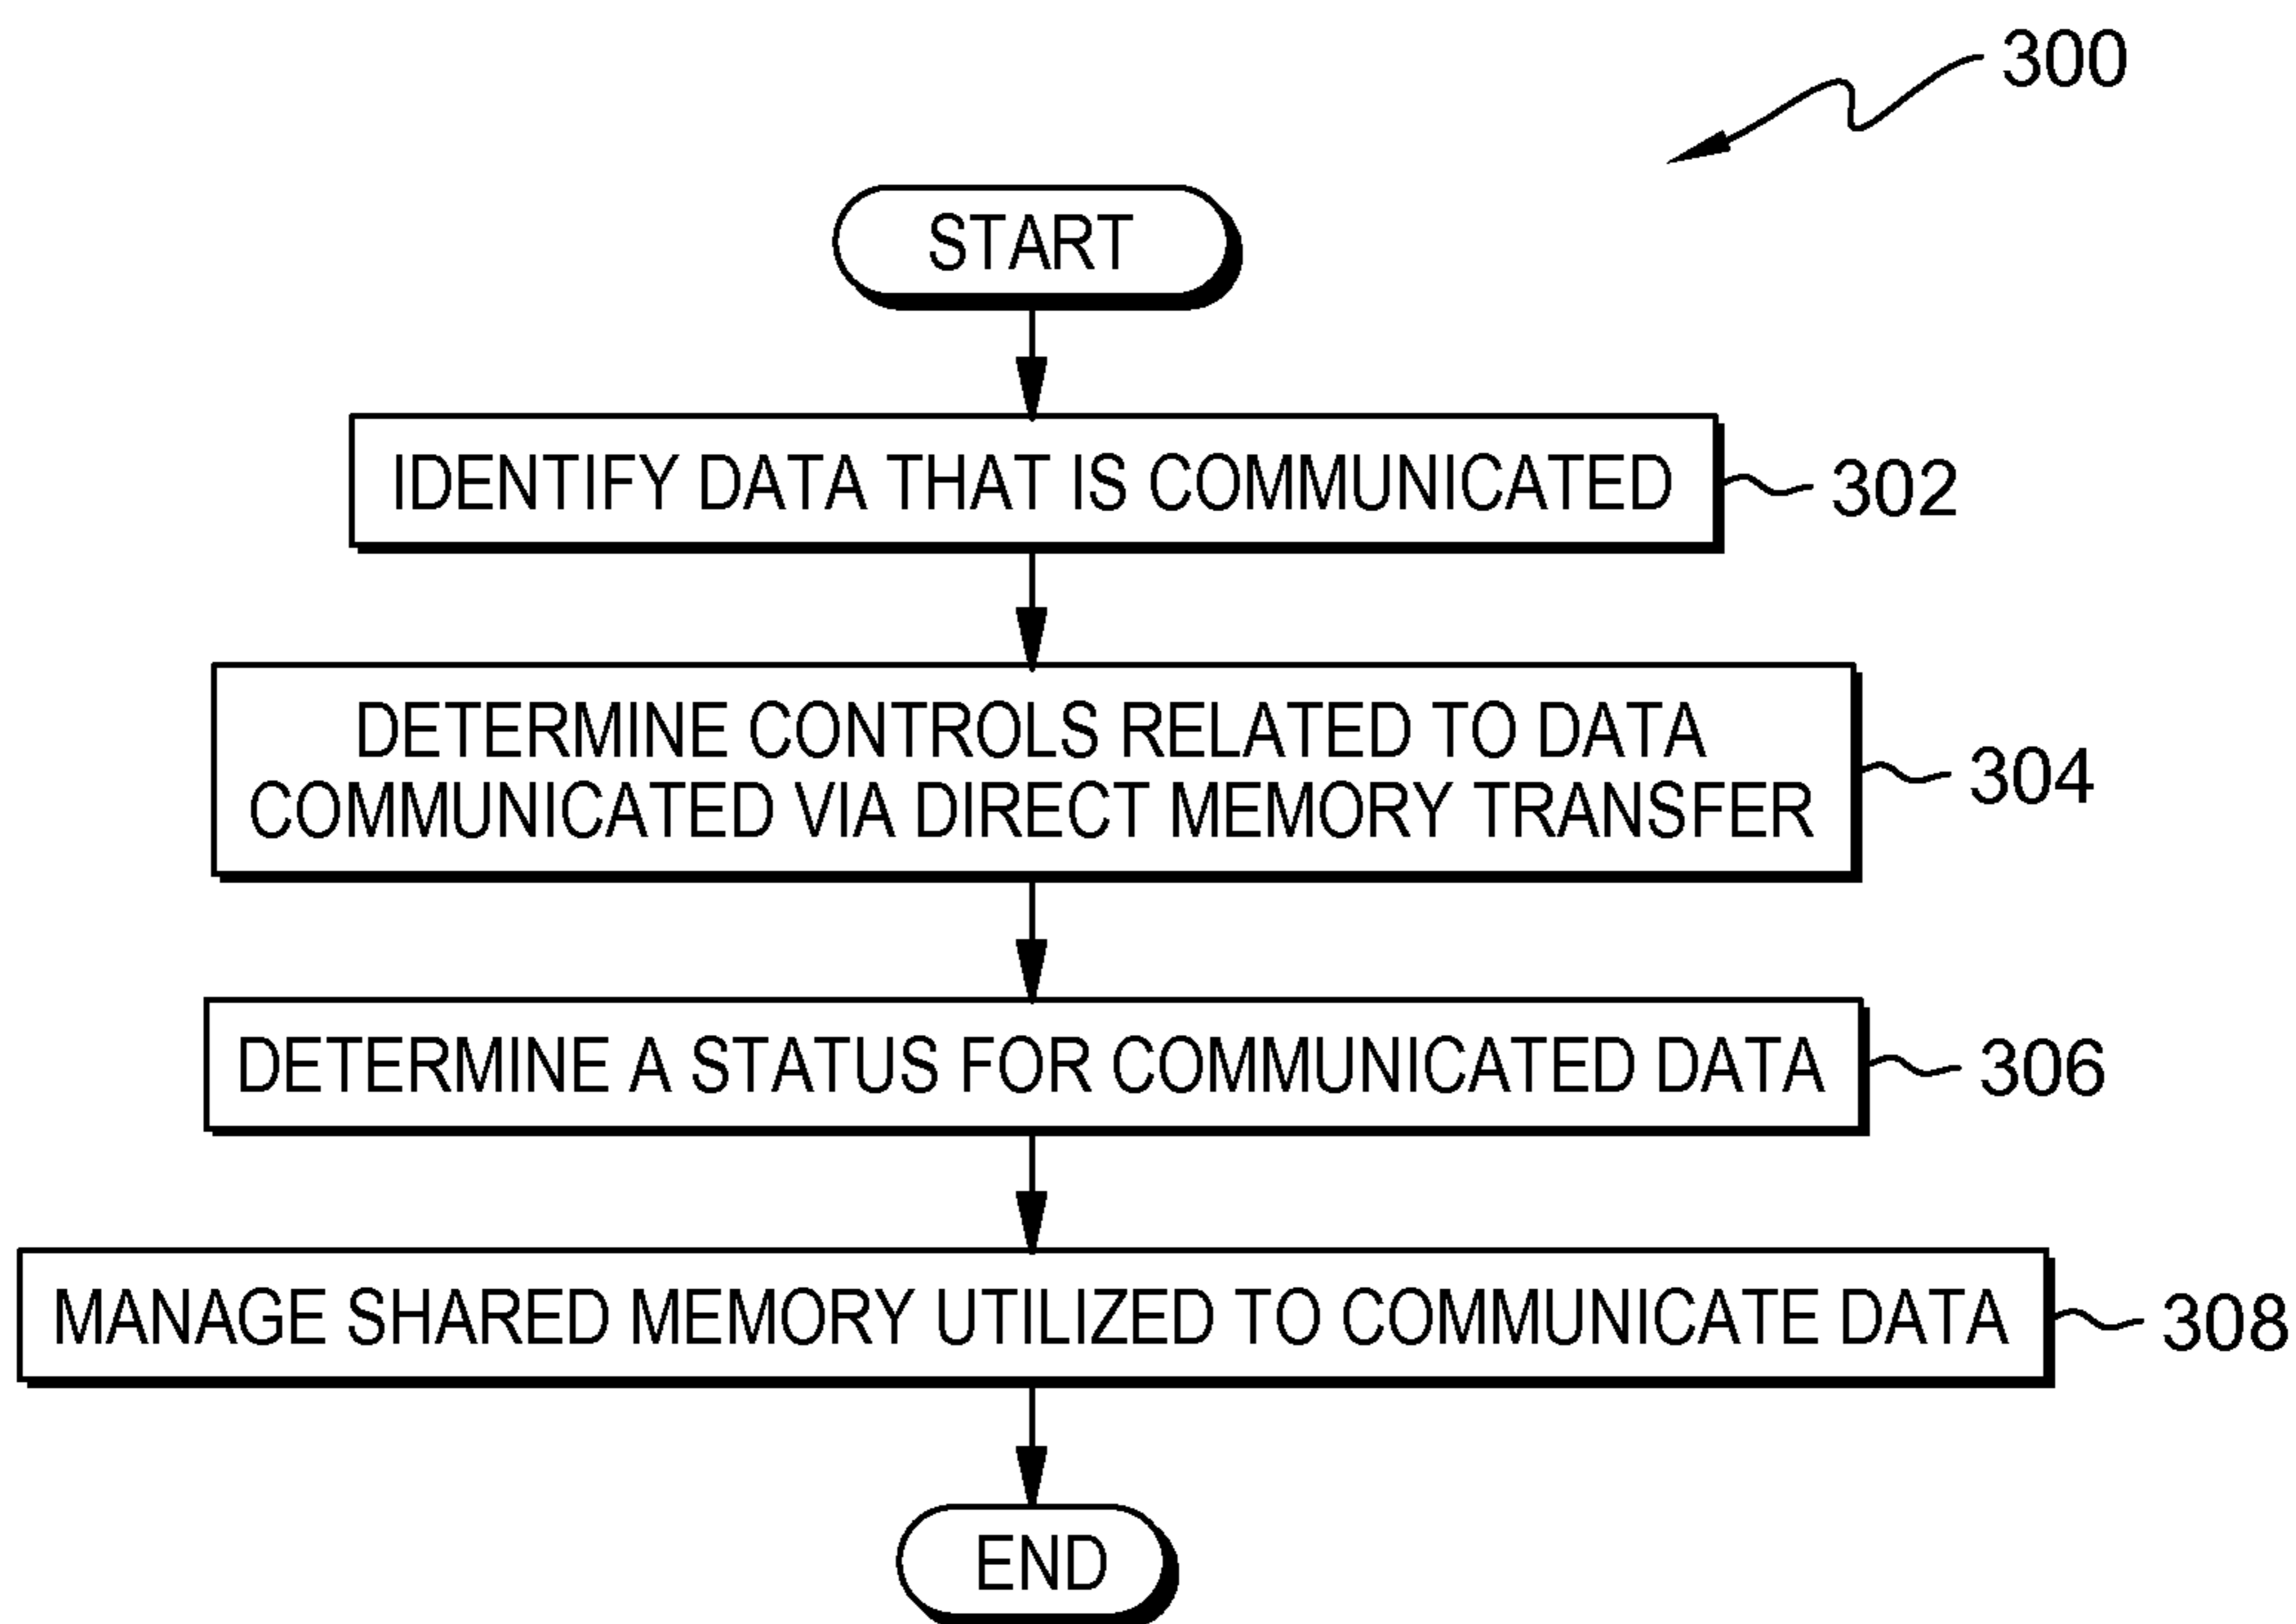 300
START
IDENTIFY DATA THAT IS COMMUNICATED
302
DETERMINE CONTROLS RELATED TO DATA
COMMUNICATED VIA DIRECT MEMORY TRANSFER
304
DETERMINE A STATUS FOR COMMUNICATED DATA
306
MANAGE SHARED MEMORY UTILIZED TO COMMUNICATE DATA
308
END